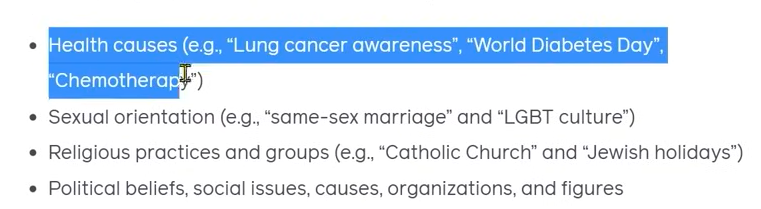 • Health causes (e.g., “Lung cancer awareness”, “World Diabetes Day”,
“Chemotherapy”)
• Sexual orientation (e.g., “same-sex marriage” and “LGBT culture”)
• Religious practices and groups (e.g., “Catholic Church” and “Jewish holidays”)
• Political beliefs, social issues, causes, organizations, and figures